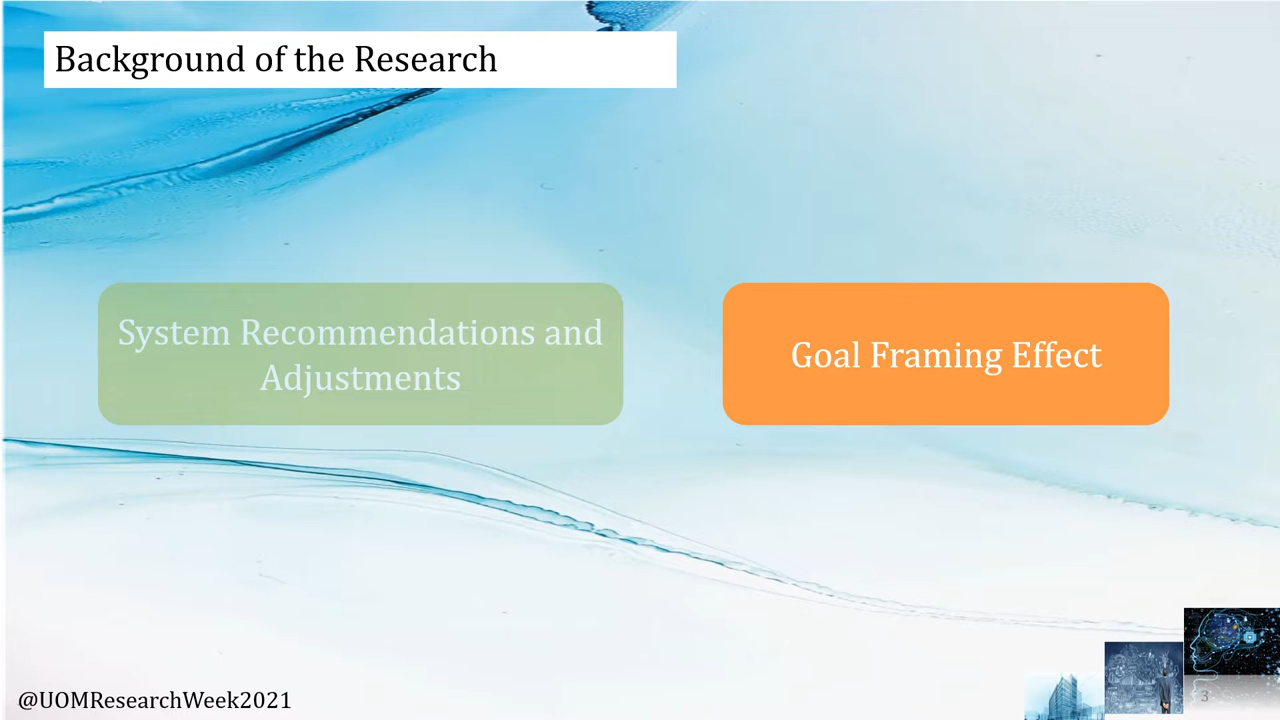 Background of the Research
System Recommendations and
Adjustments
Goal Framing Effect
@UOMResearchWeek2021
3